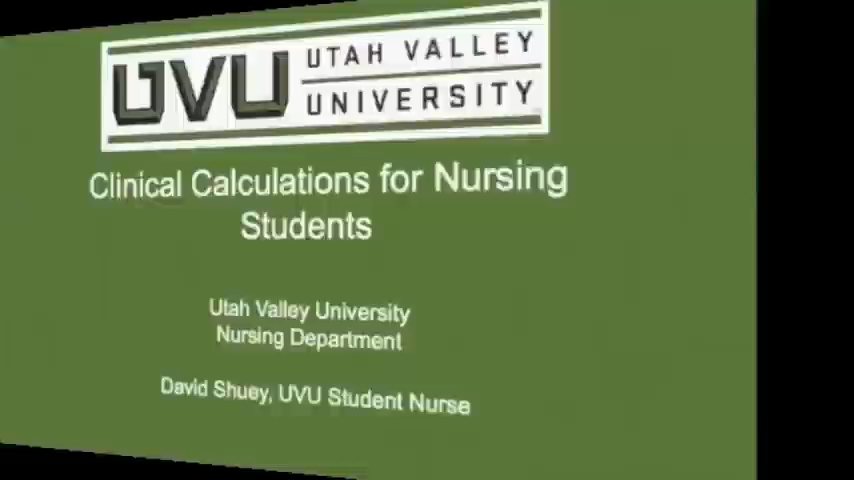 UVU UTAH VALLEY
UNIVERSITY
Clinical Calculations for Nursing
Students
Utah Valley University
Nursing Department
David Shuey, UVU Student Nurse